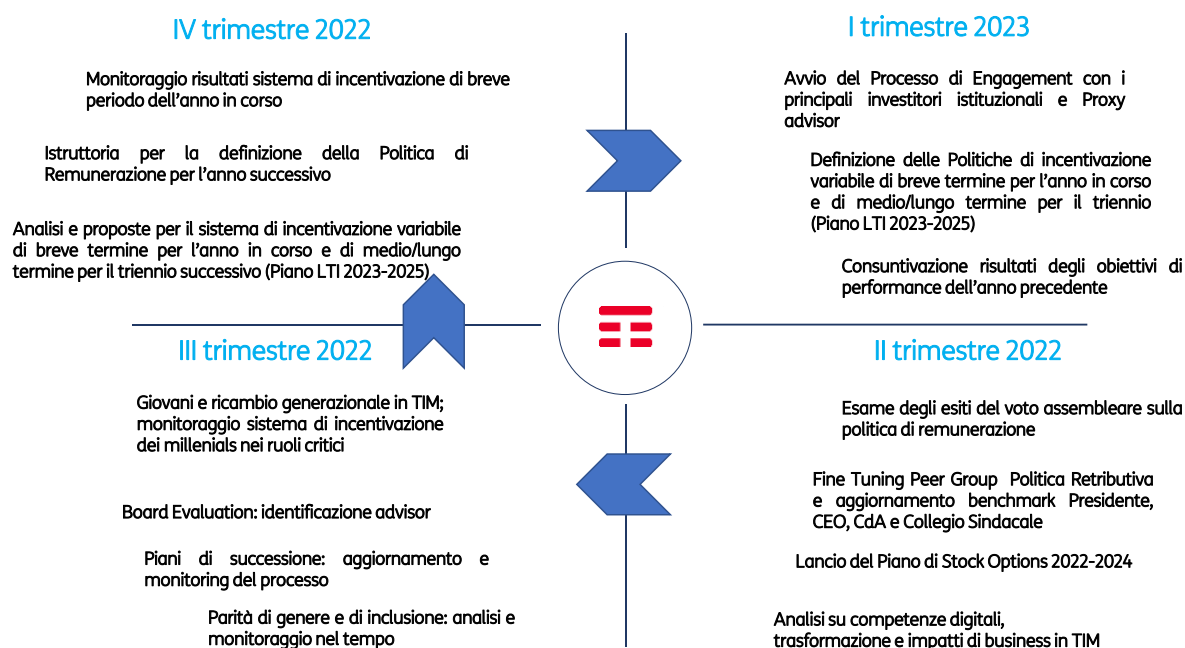 IV trimestre 2022
Monitoraggio risultati sistema di incentivazione di breve
periodo dell'anno in corso
Istruttoria per la definizione della Politica di
Remunerazione per l'anno successivo
Analisi e proposte per il sistema di incentivazione variabile
di breve termine per l'anno in corso e di medio/lungo
termine per il triennio successivo (Piano LTI 2023-2025)
I trimestre 2023
Avvio del Processo di Engagement con i
principali investitori istituzionali e Proxy
advisor
Definizione delle Politiche di incentivazione
variabile di breve termine per l'anno in corso
e di medio/lungo termine per il triennio
(Piano LTI 2023-2025)
Consuntivazione risultati degli obiettivi di
performance dell'anno precedente
III trimestre 2022
Giovani e ricambio generazionale in TIM;
monitoraggio sistema di incentivazione
dei millenials nei ruoli critici
Board Evaluation: identificazione advisor
Piani di successione: aggiornamento e
monitoring del processo
Parità di genere e di inclusione: analisi e
monitoraggio nel tempo
II trimestre 2022
Esame degli esiti del voto assembleare sulla
politica di remunerazione
Fine Tuning Peer Group Politica Retributiva
e aggiornamento benchmark Presidente,
CEO, CdA e Collegio Sindacale
Lancio del Piano di Stock Options 2022-2024
Analisi su competenze digitali,
trasformazione e impatti di business in TIM